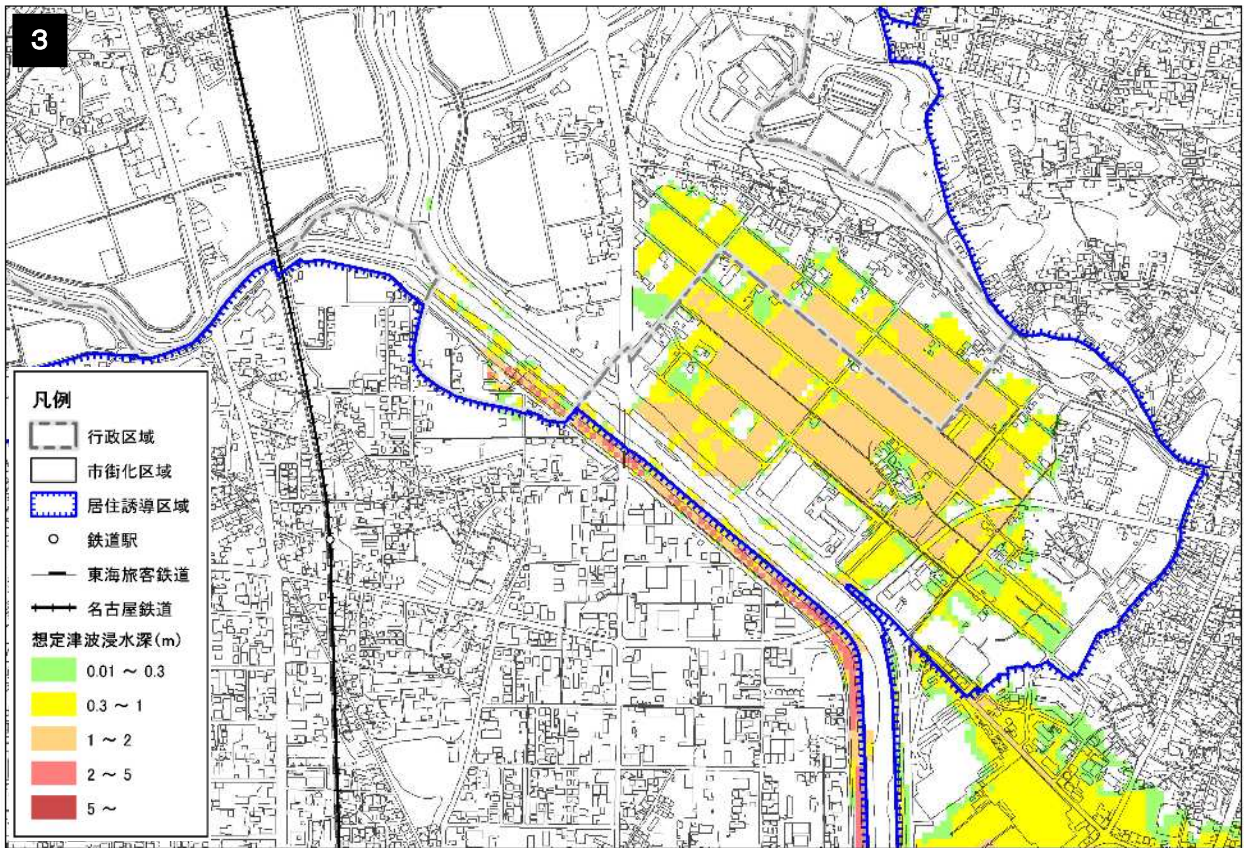 3
凡例
行政区域
市街化区域
居住誘導区域
鉄道駅
東海旅客鉄道
名古屋鉄道
想定津波浸水深(m)
0.01 ～ 0.3
0.3 ～ 1
1 ～ 2
2 ～ 5
5 ～